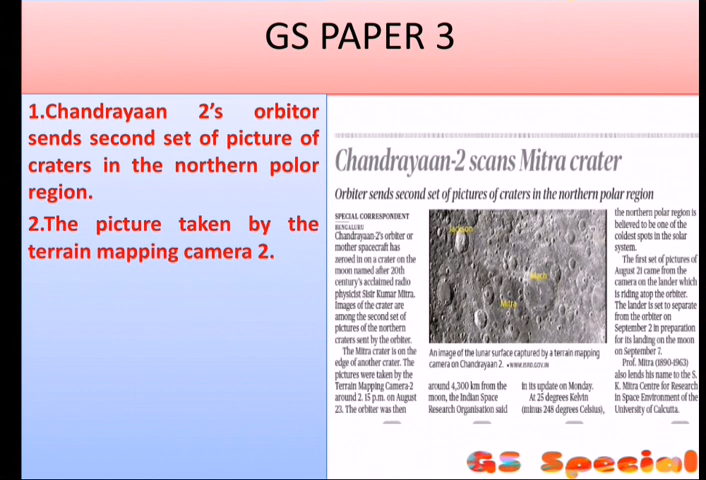 GS PAPER 3
1.Chandrayaan 2's orbitor
sends second set of picture of
craters in the northern polor
region.
2.The picture taken by the
terrain mapping camera 2.
Chandrayaan-2 scans Mitra crater
Orbiter sends second set of pictures of craters in the northern polar region
SPECIAL CORRESPONDENT
BENGALURU
Chandrayaan-2's orbiter or
mother spacecraft has
zeroed in on a crater on the
moon named after 20th
century's acclaimed radio
physicist Sisir Kumar Mitra.
Images of the crater are
among the second set of
pictures of the northern
craters sent by the orbiter.
The Mitra crater is on the
edge of another crater. The
pictures were taken by the
Terrain Mapping Camera-2
around 2. 15 p.m. on August
23. The orbiter was then
Jackson
Mach
Mitra
An image of the lunar surface captured by a terrain mapping
camera on Chandrayaan 2. •WWW.ISRO.GOV.IN
around 4,300 km from the
moon, the Indian Space
Research Organisation said
in its update on Monday.
At 25 degrees Kelvin
(minus 248 degrees Celsius),
the northern polar region is
believed to be one of the
coldest spots in the solar
system.
The first set of pictures of
August 21 came from the
camera on the lander which
is riding atop the orbiter.
The lander is set to separate
from the orbiter on
September 2 in preparation
for its landing on the moon
on September 7.
Prof. Mitra (1890-1963)
also lends his name to the S.
K. Mitra Centre for Research
in Space Environment of the
University of Calcutta.
GS Special